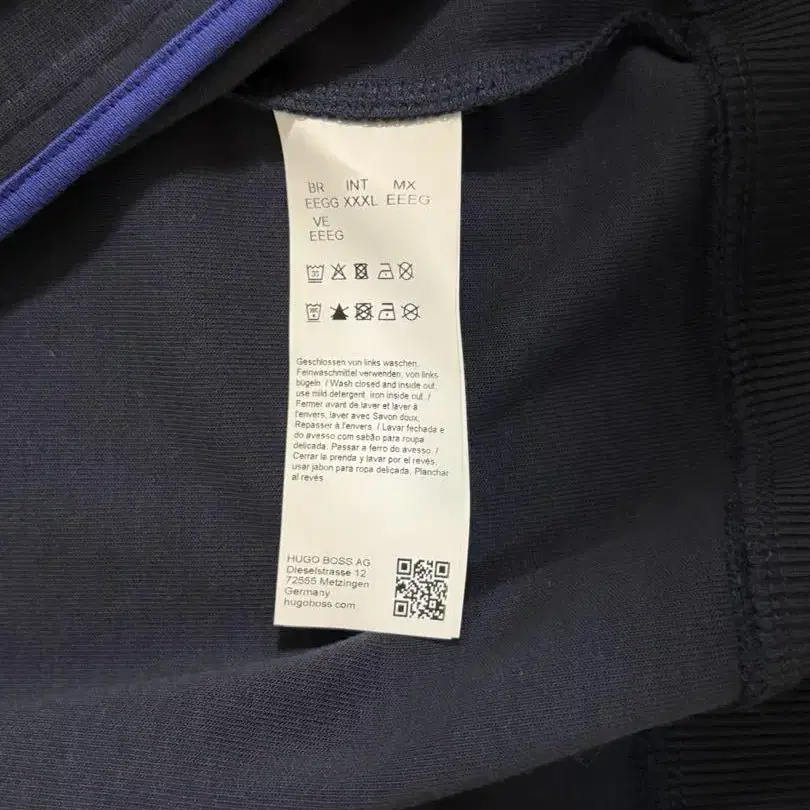 BR INT MX
EEGG XXXL EEEG
VE
EEEG
Geschlossen von links waschen,
Feinwaschmittel verwenden, von links
bügeln. / Wash closed and inside out,
use mild detergent, iron inside out. /
Fermer avant de laver et laver à
l'envers, laver avec Savon doux,
Repasser à l'envers. / Lavar fechada e
do avesso com sabão para roupa
delicada. Passar a ferro do avesso. /
Cerrar la prenda y lavar por el revés,
usar jabon para ropa delicada, Planchar
al revés
HUGO BOSS AG
Dieselstrasse 12
72555 Metzingen
Germany
hugoboss.com